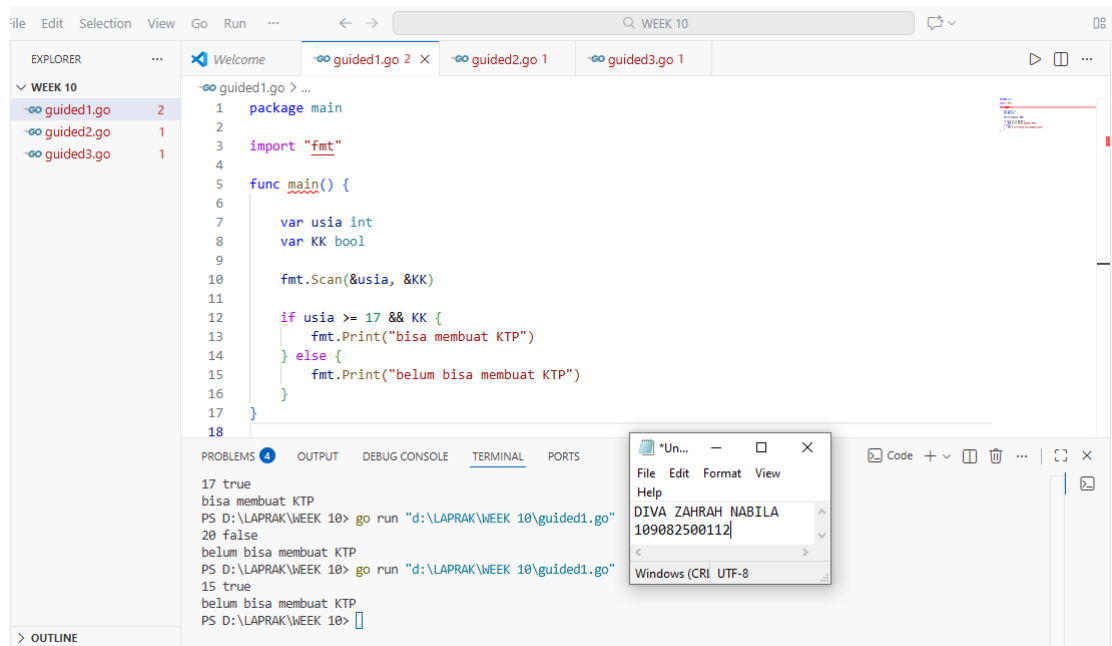 File Edit Selection View Go Run ...
WEEK 10
EXPLORER ...
WEEK 10
guided1.go 2
guided2.go 1
guided3.go 1
OUTLINE
Welcome
guided1.go 2
guided2.go 1
guided3.go 1
...
guided1.go > ...
1 package main
2
3 import "fmt"
4
5 func main() {
6
7 var usia int
8 var KK bool
9
10 fmt.Scan(&usia, &KK)
11
12 if usia >= 17 && KK {
13 fmt.Print("bisa membuat KTP")
14 } else {
15 fmt.Print("belum bisa membuat KTP")
16 }
17 }
18
PROBLEMS 4 OUTPUT DEBUG CONSOLE TERMINAL PORTS
Code ...
17 true
bisa membuat KTP
PS D:\LAPRAK\WEEK 10> go run "d:\LAPRAK\WEEK 10\guided1.go"
20 false
belum bisa membuat KTP
PS D:\LAPRAK\WEEK 10> go run "d:\LAPRAK\WEEK 10\guided1.go"
15 true
belum bisa membuat KTP
PS D:\LAPRAK\WEEK 10>
*Un...
File Edit Format View
Help
DIVA ZAHRAH NABILA
109082500112
Windows (CRL UTF-8